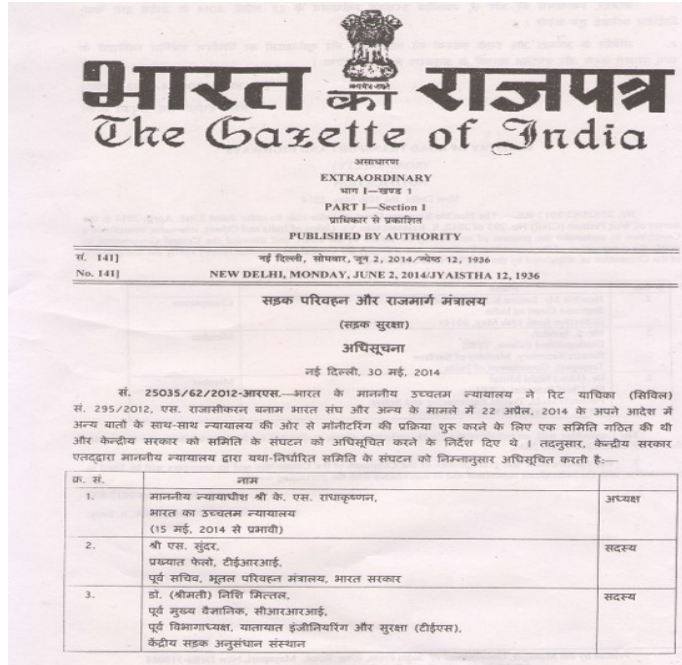 भारत का राजपत्र
The Gazette of India
असाधारण
EXTRAORDINARY
भाग I—खण्ड 1
PART I—Section 1
प्राधिकार से प्रकाशित
PUBLISHED BY AUTHORITY
सं. 141] नई दिल्ली, सोमवार, जून 2, 2014/ज्येष्ठ 12, 1936
No. 141] NEW DELHI, MONDAY, JUNE 2, 2014/JYAISTHA 12, 1936
सड़क परिवहन और राजमार्ग मंत्रालय
(सड़क सुरक्षा)
अधिसूचना
नई दिल्ली, 30 मई, 2014
सं. 25035/62/2012-आरएस.—भारत के माननीय उच्चतम न्यायालय ने रिट याचिका (सिविल)
सं. 295/2012, एस. राजासीकरन बनाम भारत संघ और अन्य के मामले में 22 अप्रैल, 2014 के अपने आदेश में
अन्य बातों के साथ-साथ न्यायालय की ओर से मॉनीटरिंग की प्रक्रिया शुरू करने के लिए एक समिति गठित की थी
और केन्द्रीय सरकार को समिति के संघटन को अधिसूचित करने के निर्देश दिए थे । तदनुसार, केन्द्रीय सरकार
एतद्द्वारा माननीय न्यायालय द्वारा यथा-निर्धारित समिति के संघटन को निम्नानुसार अधिसूचित करती है:—
क्र. सं. नाम
1. माननीय न्यायाधीश श्री के. एस. राधाकृष्णन, अध्यक्ष
भारत का उच्चतम न्यायालय
(15 मई, 2014 से प्रभावी)
2. श्री एस. सुंदर, सदस्य
प्रख्यात फेलो, टीईआरआई,
पूर्व सचिव, भूतल परिवहन मंत्रालय, भारत सरकार
3. डॉ. (श्रीमती) निशि मित्तल, सदस्य
पूर्व मुख्य वैज्ञानिक, सीआरआरआई,
पूर्व विभागाध्यक्ष, यातायात इंजीनियरिंग और सुरक्षा (टीईएस),
केंद्रीय सड़क अनुसंधान संस्थान